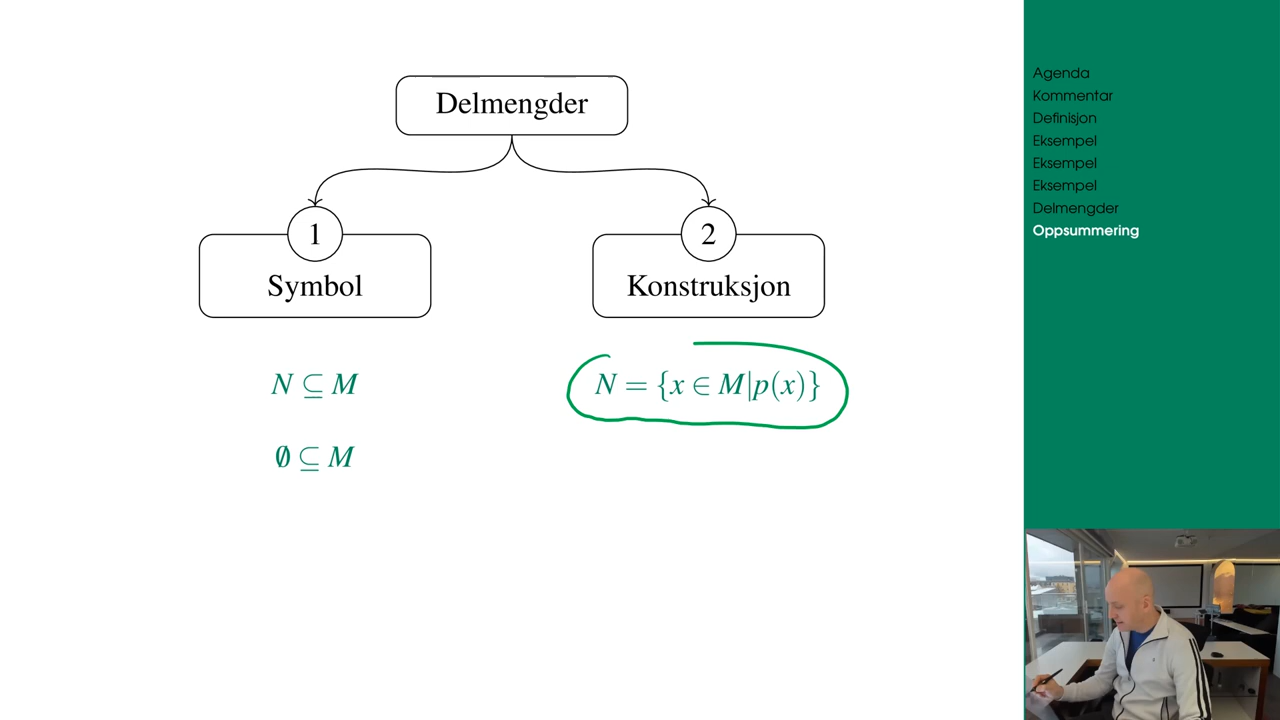 Delmengder
1
Symbol
N ⊆ M
∅ ⊆ M
2
Konstruksjon
N = {x ∈ M|p(x)}
Agenda
Kommentar
Definisjon
Eksempel
Eksempel
Eksempel
Delmengder
Oppsummering